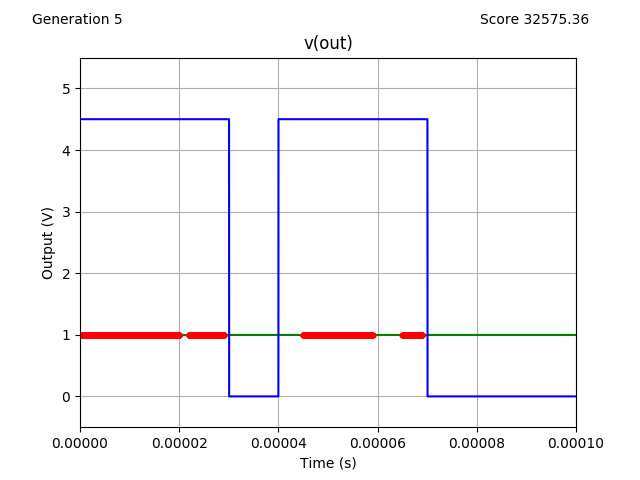 Generation 5
Score 32575.36
v(out)
Output (V)
5
4
3
2
1
0
0.00000 0.00002 0.00004 0.00006 0.00008 0.00010
Time (s)